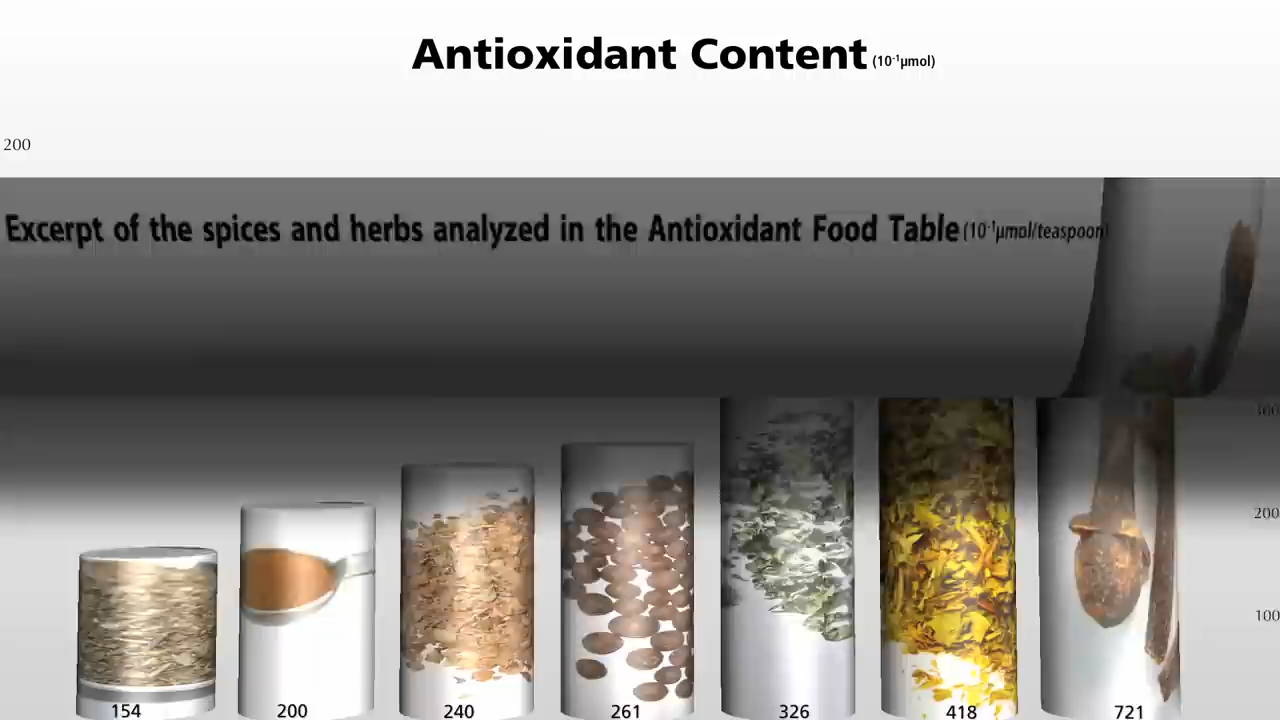 Antioxidant Content (10⁻¹µmol)
200
Excerpt of the spices and herbs analyzed in the Antioxidant Food Table (10⁻¹µmol/teaspoon)
200
100
154 200 240 261 326 418 721